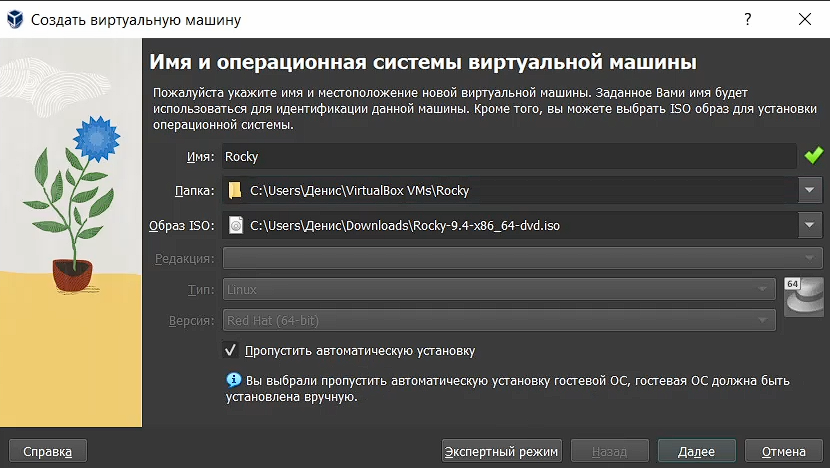 Создать виртуальную машину
?
Имя и операционная системы виртуальной машины
Пожалуйста укажите имя и местоположение новой виртуальной машины. Заданное Вами имя будет
использоваться для идентификации данной машины. Кроме того, вы можете выбрать ISO образ для установки
операционной системы.
Имя: Rocky
Папка: C:\Users\Денис\VirtualBox VMs\Rocky
Образ ISO: C:\Users\Денис\Downloads\Rocky-9.4-x86_64-dvd.iso
Редакция:
Тип: Linux
64
Версия: Red Hat (64-bit)
Пропустить автоматическую установку
Вы выбрали пропустить автоматическую установку гостевой ОС, гостевая ОС должна быть
установлена вручную.
Справка Экспертный режим Назад Далее Отмена